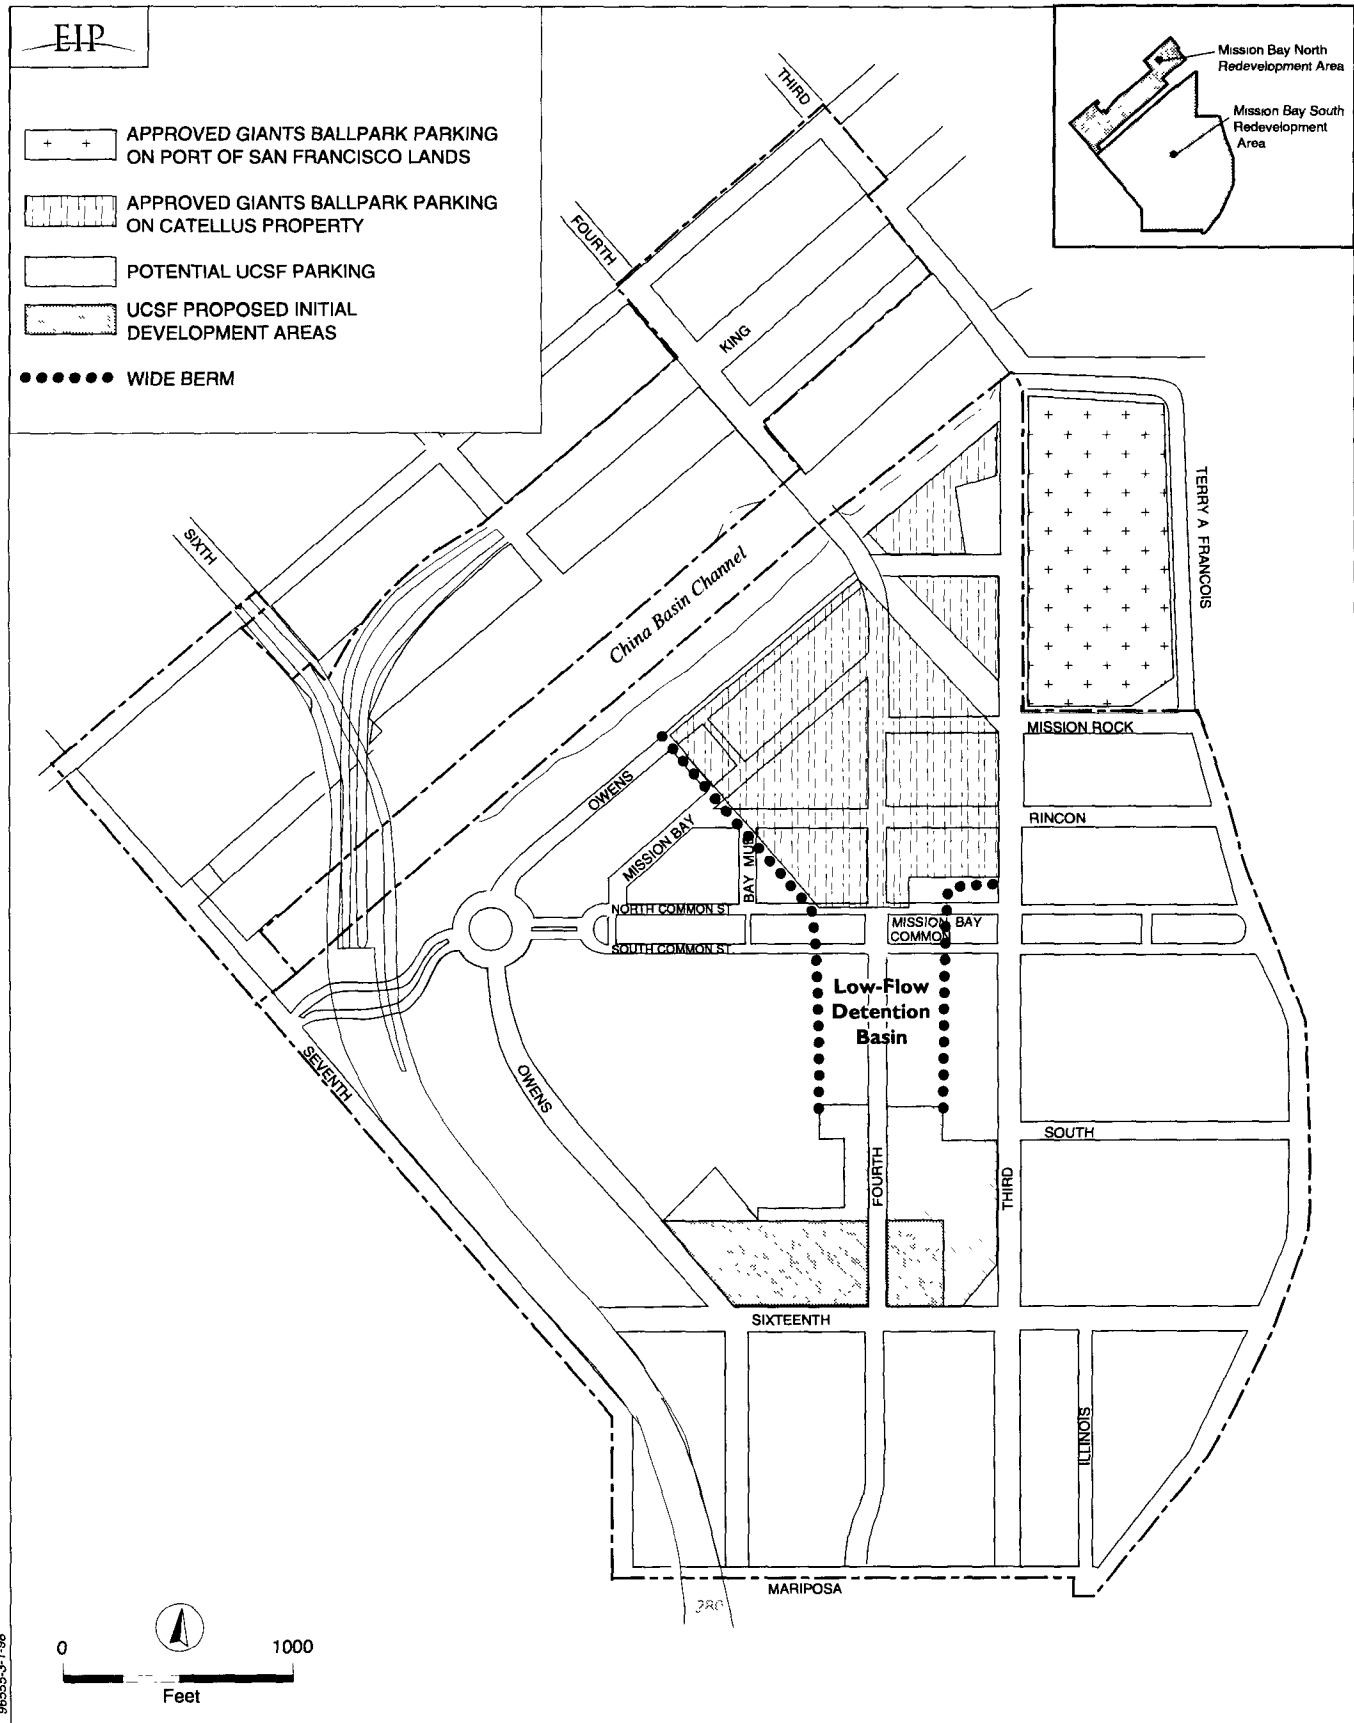 EIP
APPROVED GIANTS BALLPARK PARKING
ON PORT OF SAN FRANCISCO LANDS
APPROVED GIANTS BALLPARK PARKING
ON CATELLUS PROPERTY
POTENTIAL UCSF PARKING
UCSF PROPOSED INITIAL
DEVELOPMENT AREAS
WIDE BERM
Mission Bay North
Redevelopment Area
Mission Bay South
Redevelopment
Area
THIRD
FOURTH
KING
SIXTH
TERRY A FRANCOIS
China Basin Channel
MISSION ROCK
OWENS
RINCON
MISSION BAY
BAY
NORTH COMMON ST
MISSION BAY
COMMON
SOUTH COMMON ST.
Low-Flow
Detention
Basin
SEVENTH
OWENS
SOUTH
FOURTH
THIRD
SIXTEENTH
ILLINOIS
MARIPOSA
280
0 1000
Feet